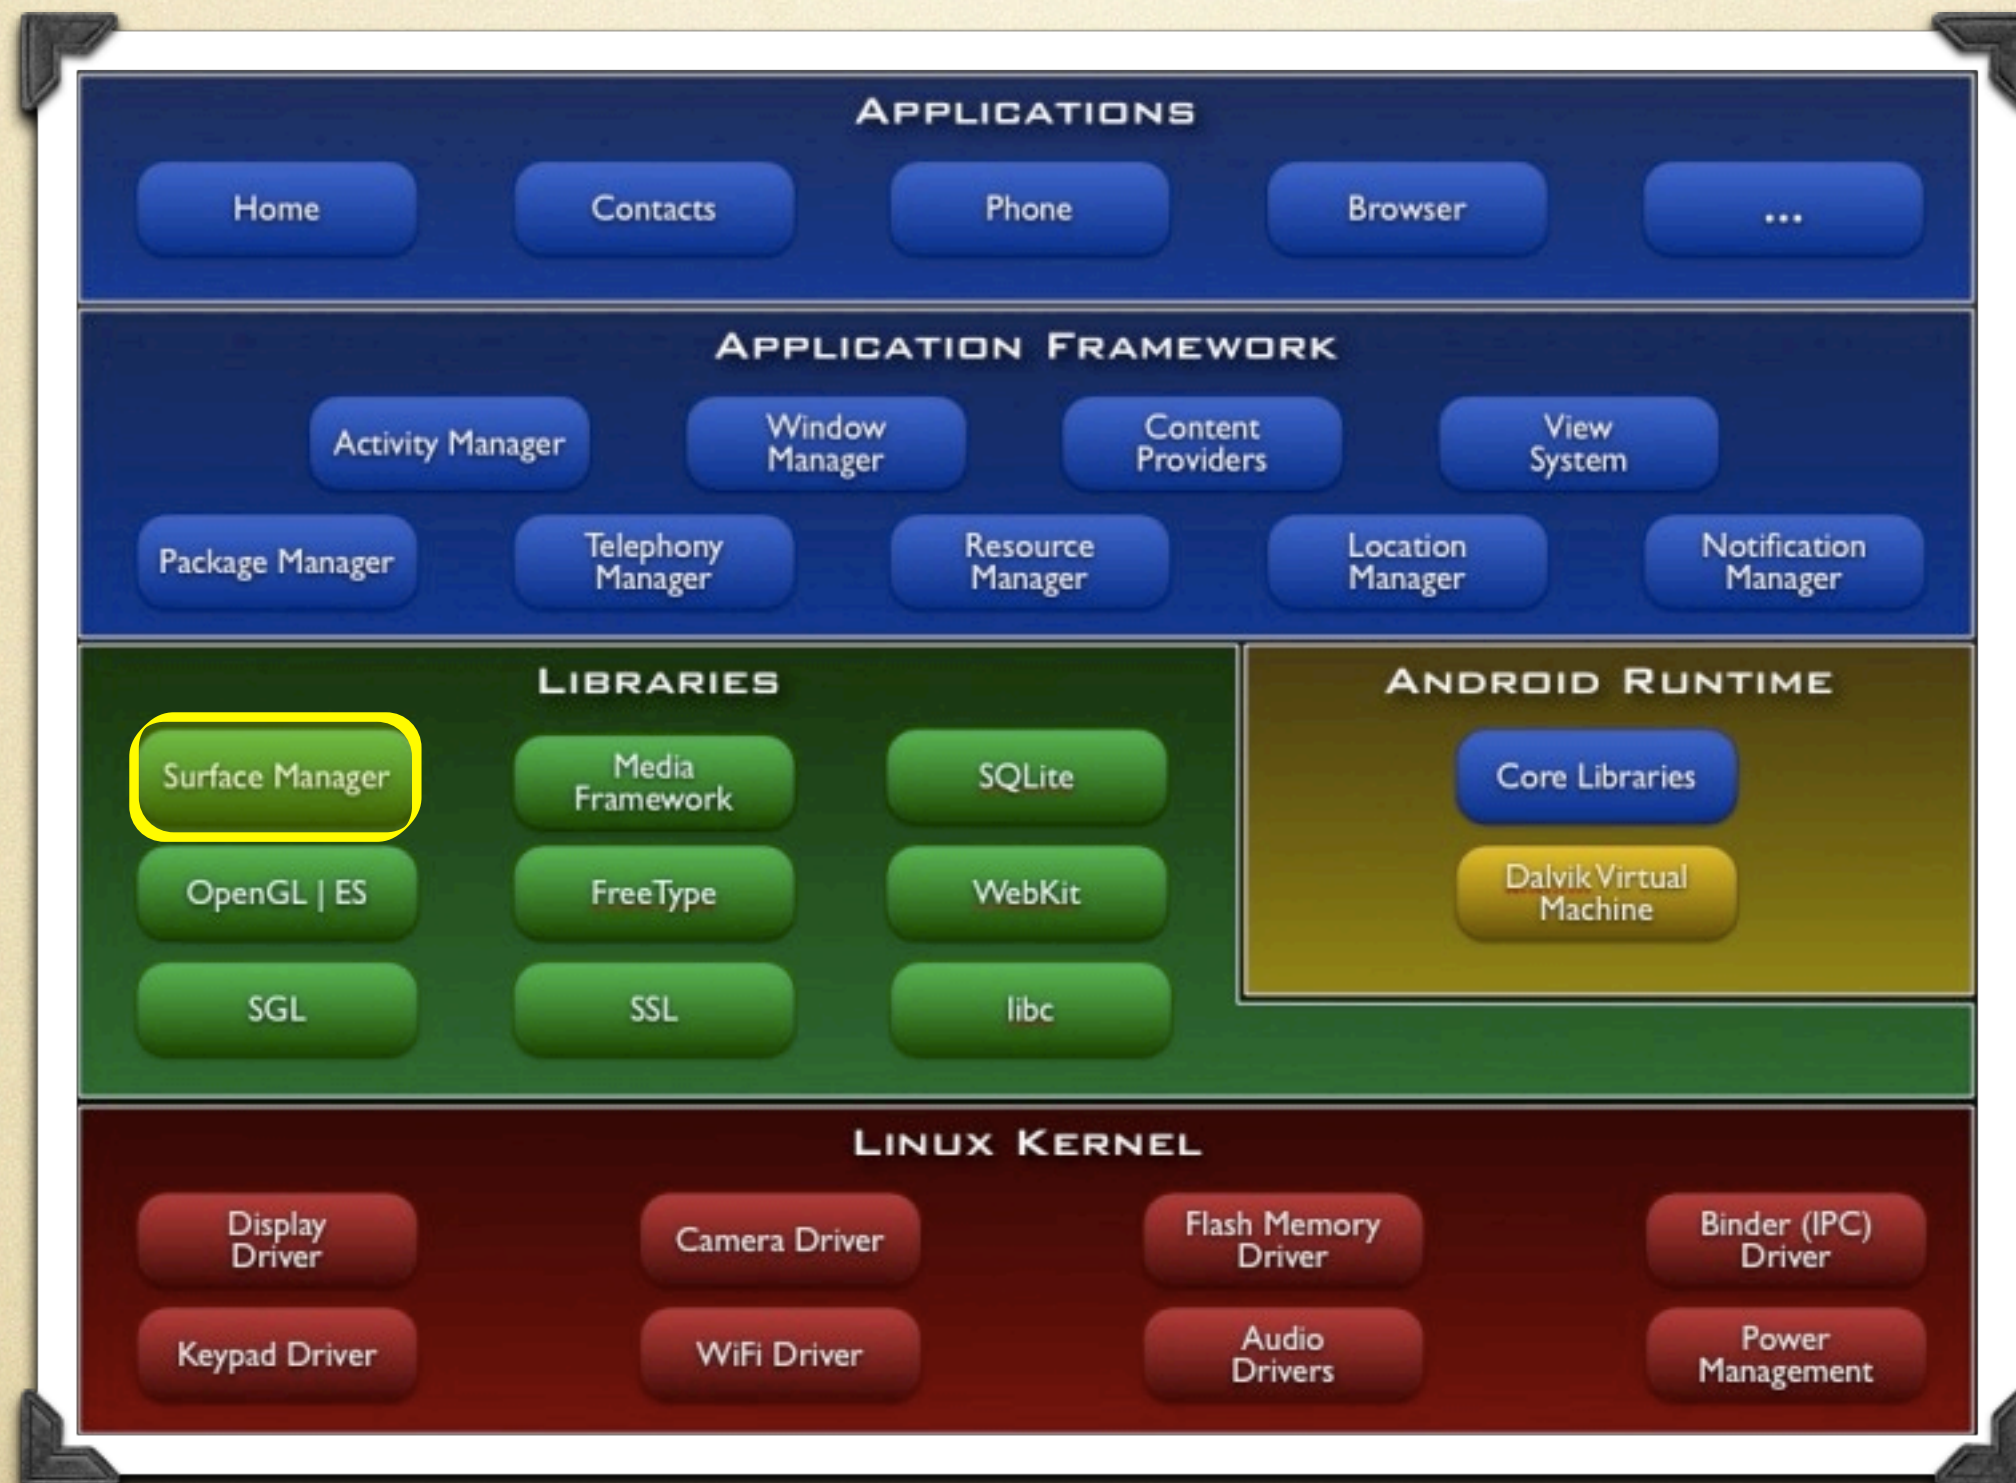 APPLICATIONS
Home
Contacts
Phone
Browser
...
APPLICATION FRAMEWORK
Activity Manager
Window
Manager
Content
Providers
View
System
Package Manager
Telephony
Manager
Resource
Manager
Location
Manager
Notification
Manager
LIBRARIES
Surface Manager
Media
Framework
SQLite
OpenGL | ES
FreeType
WebKit
SGL
SSL
libc
ANDROID RUNTIME
Core Libraries
Dalvik Virtual
Machine
LINUX KERNEL
Display
Driver
Camera Driver
Flash Memory
Driver
Binder (IPC)
Driver
Keypad Driver
WiFi Driver
Audio
Drivers
Power
Management